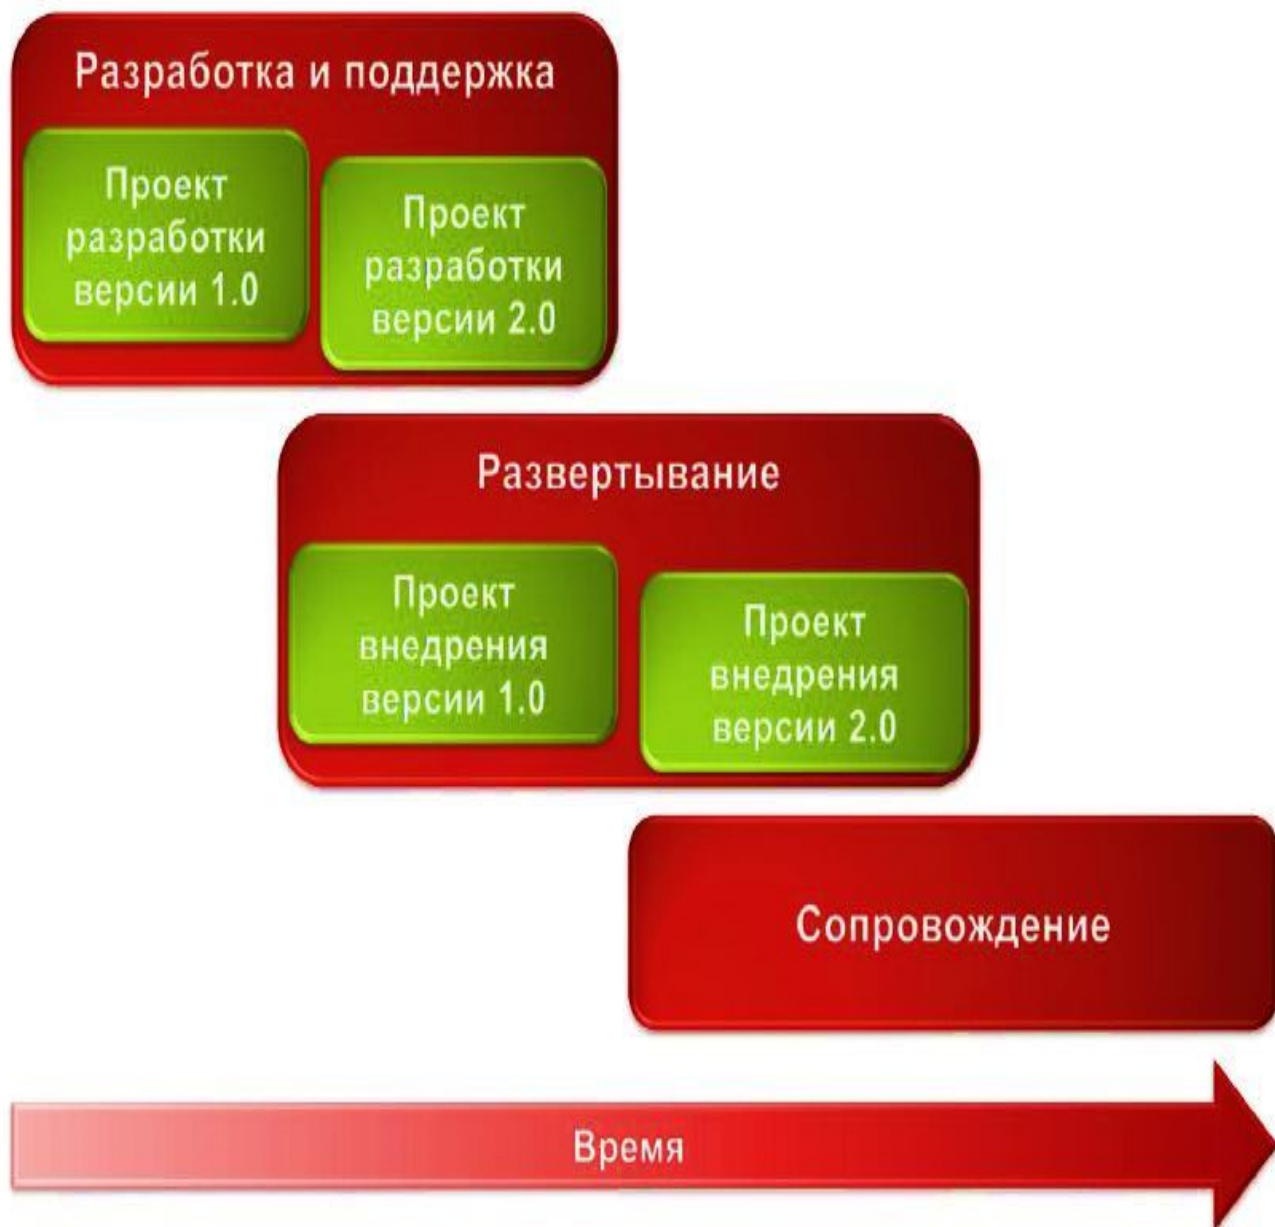 Разработка и поддержка
Проект
разработки
версии 1.0
Проект
разработки
версии 2.0
Развертывание
Проект
внедрения
версии 1.0
Проект
внедрения
версии 2.0
Сопровождение
Время